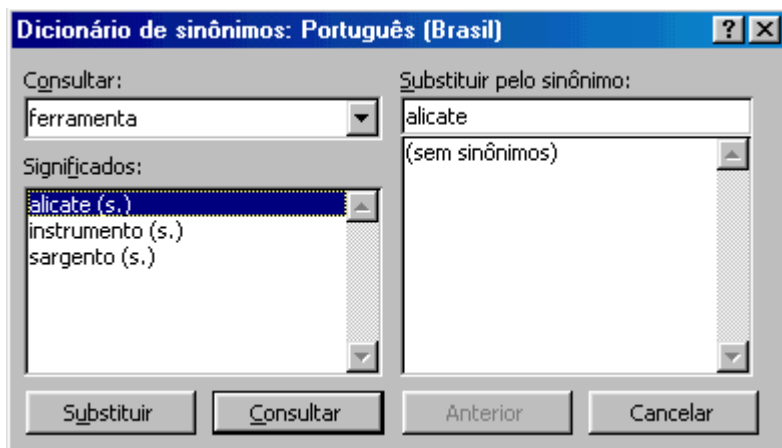 Dicionário de sinônimos: Português (Brasil)
Consultar:
ferramenta
Significados:
alicate (s.)
instrumento (s.)
sargento (s.)
Substituir pelo sinônimo:
alicate
(sem sinônimos)
Substituir
Consultar
Anterior
Cancelar